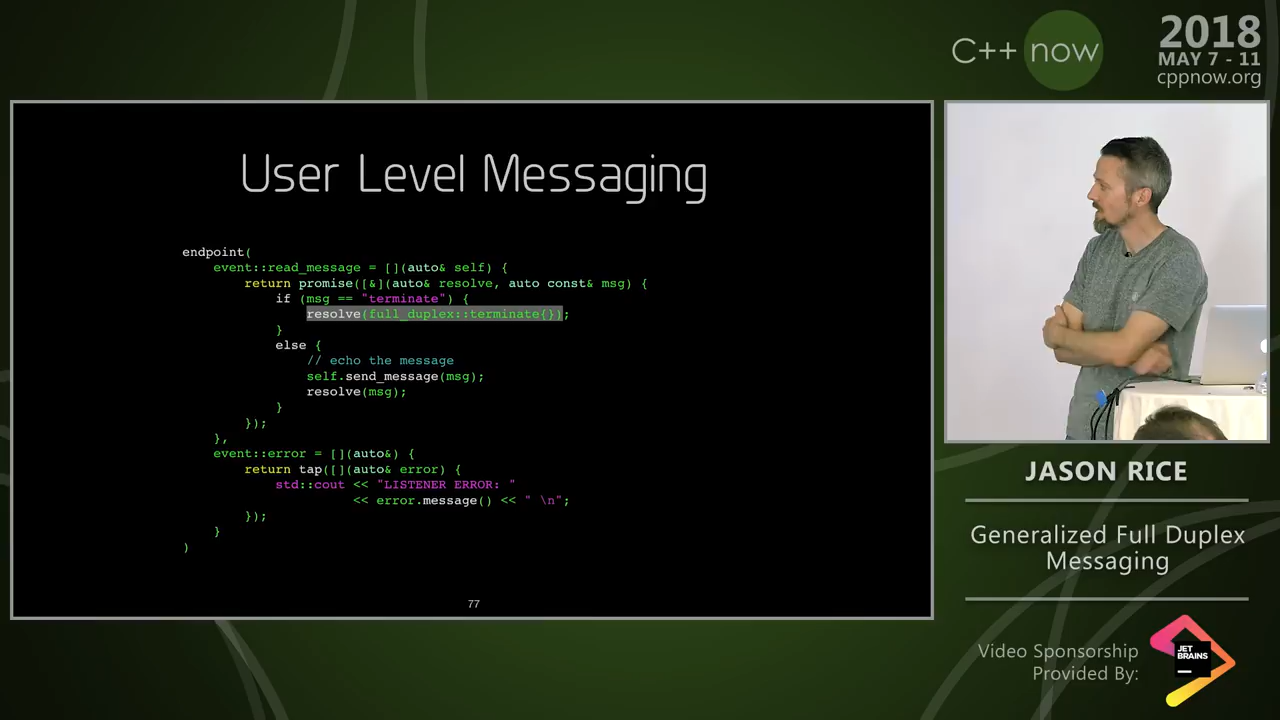 C++ now
2018
MAY 7 - 11
cppnow.org
User Level Messaging
endpoint(
    event::read_message = [](auto& self) {
        return promise([&](auto& resolve, auto const& msg) {
            if (msg == "terminate") {
                resolve(full_duplex::terminate{});
            }
            else {
                // echo the message
                self.send_message(msg);
                resolve(msg);
            }
        });
    },
    event::error = [](auto&) {
        return tap([](auto& error) {
            std::cout << "LISTENER ERROR: "
                      << error.message() << " \n";
        });
    }
)
77
JASON RICE
Generalized Full Duplex
Messaging
Video Sponsorship
Provided By:
JET
BRAINS